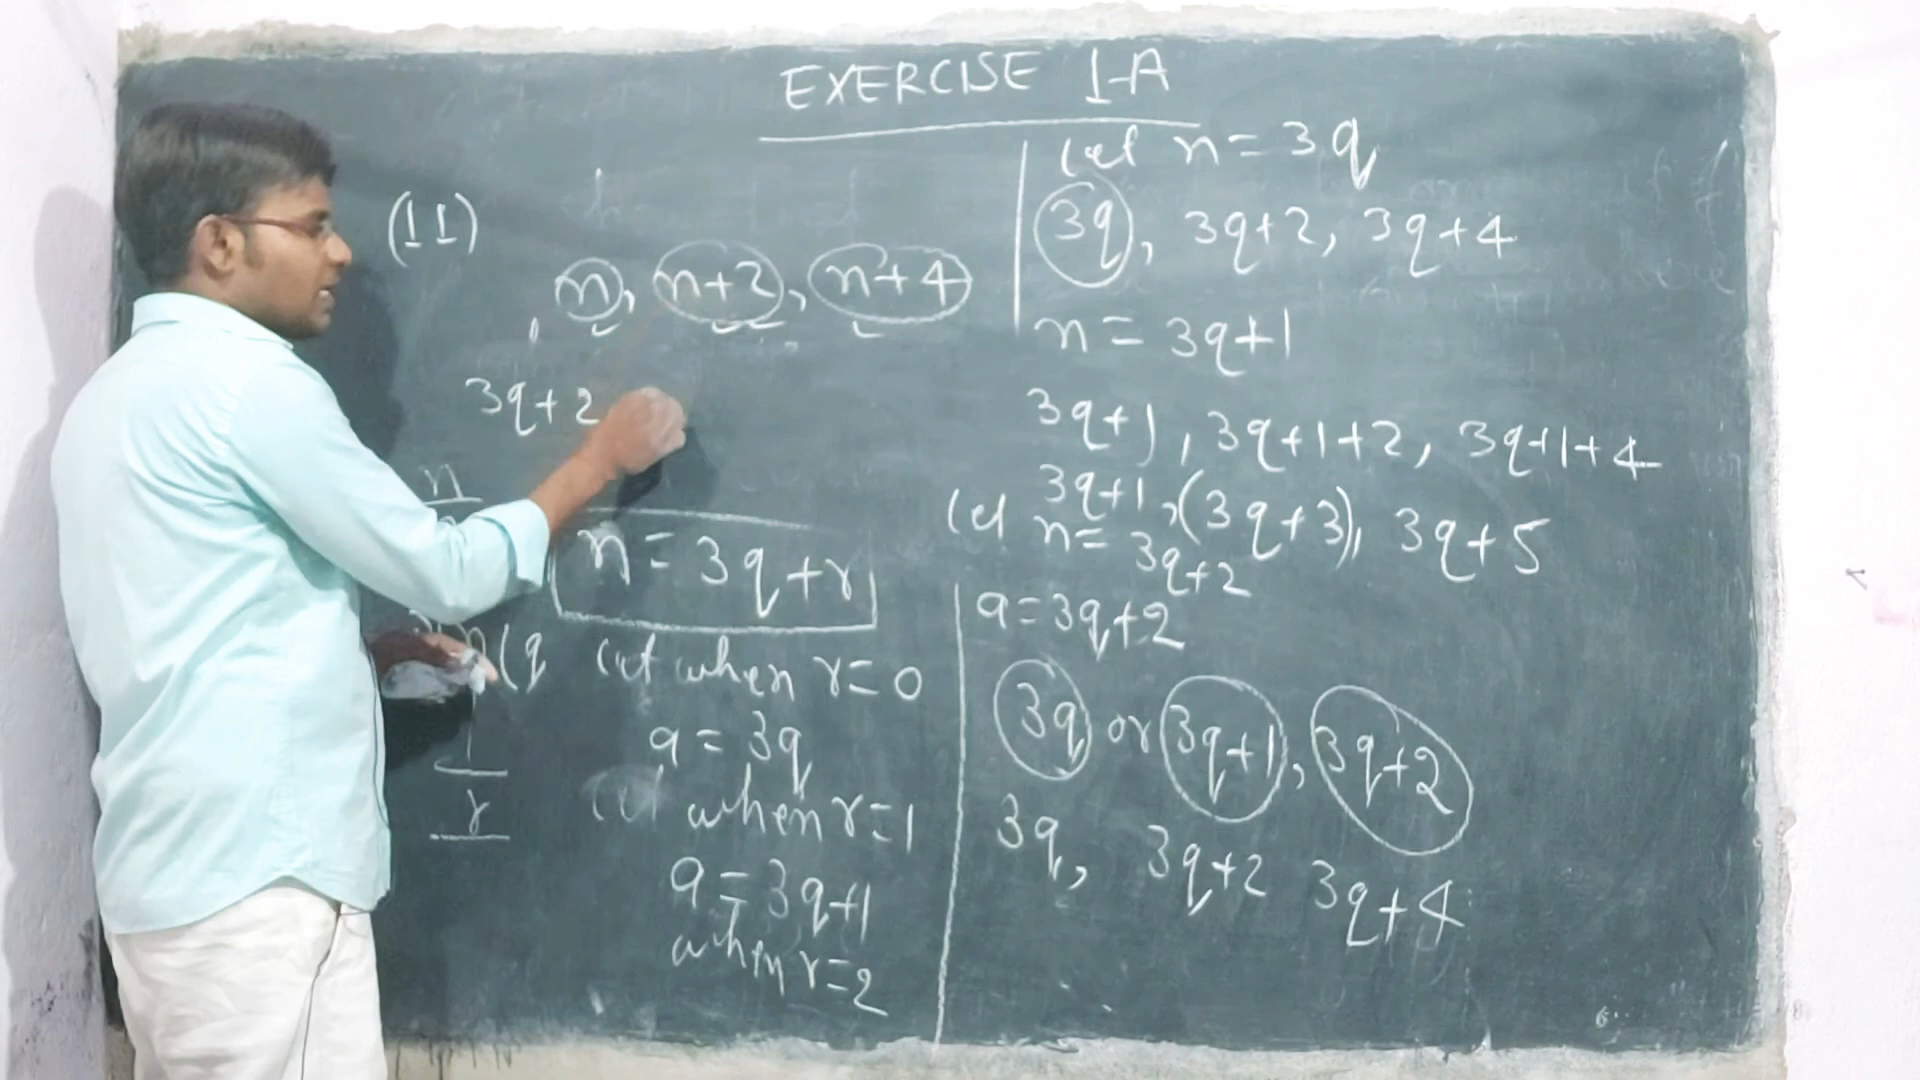 EXERCISE 1-A
(11)
n, n+2, n+4
3q+2
n
n = 3q+r
n(q
r
when r=0
a = 3q
when r=1
a = 3q+1
when r=2
let n = 3q
3q, 3q+2, 3q+4
n = 3q+1
3q+1, 3q+1+2, 3q+1+4
3q+1, (3q+3), 3q+5
let n = 3q+2
a = 3q+2
3q or 3q+1, 3q+2
3q, 3q+2 3q+4